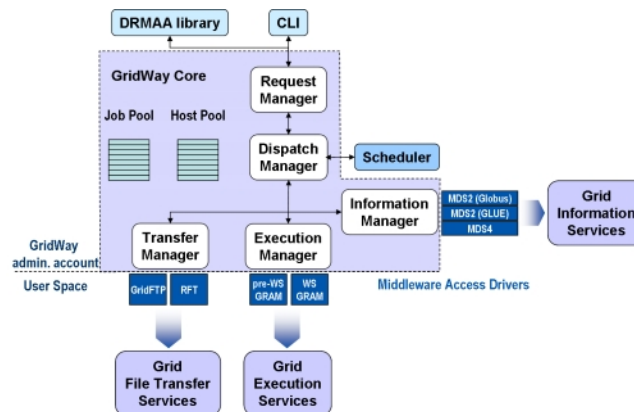 DRMAA library
CLI
GridWay Core
Request
Manager
Job Pool
Host Pool
Dispatch
Manager
Scheduler
Information
Manager
MDS2 (Globus)
MDS2 (GLUE)
MDS4
Grid
Information
Services
Transfer
Manager
Execution
Manager
GridWay
admin. account
User Space
GridFTP
RFT
pre-WS
GRAM
WS
GRAM
Middleware Access Drivers
Grid
File Transfer
Services
Grid
Execution
Services